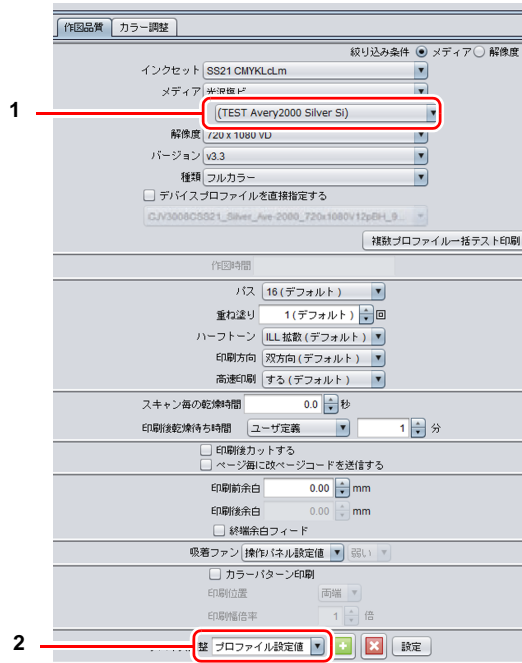 作図品質 カラー調整
絞り込み条件 メディア 解像度
インクセット SS21 CMYKLcLm
メディア 光沢塩ビ
1 (TEST Avery2000 Silver Si)
解像度 720 x 1080 VD
バージョン v3.3
種類 フルカラー
デバイスプロファイルを直接指定する
CJV3008CSS21_Silver_Ave-2000_720x1080V12pBH_9...
複数プロファイル一括テスト印刷
作図時間
パス 16 (デフォルト)
重ね塗り 1 (デフォルト) 回
ハーフトーン ILL 拡散 (デフォルト)
印刷方向 双方向 (デフォルト)
高速印刷 する (デフォルト)
スキャン毎の乾燥時間 0.0 秒
印刷後乾燥待ち時間 ユーザ定義 1 分
印刷後カットする
ページ毎に改ページコードを送信する
印刷前余白 0.00 mm
印刷後余白 0.00 mm
終端余白フィード
吸着ファン 操作パネル設定値 弱い
カラーパターン印刷
印刷位置 両端
印刷幅倍率 1 倍
2 整 プロファイル設定値 設定